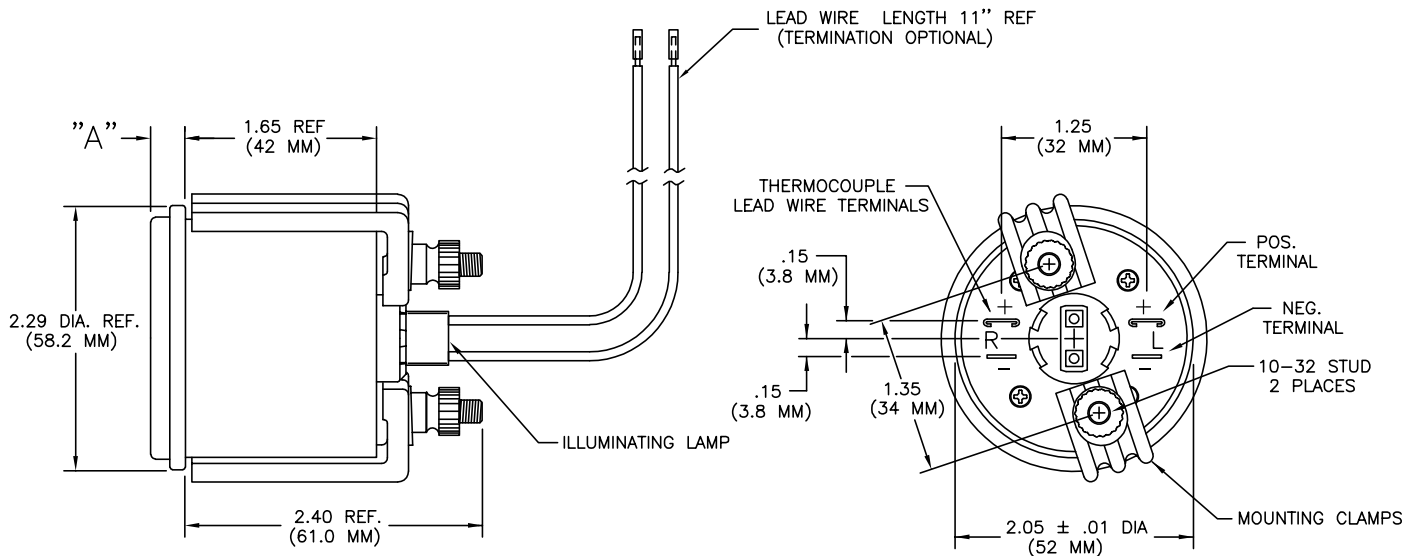 LEAD WIRE LENGTH 11" REF
(TERMINATION OPTIONAL)
"A"
1.65 REF
(42 MM)
2.29 DIA. REF.
(58.2 MM)
ILLUMINATING LAMP
2.40 REF.
(61.0 MM)
1.25
(32 MM)
THERMOCOUPLE
LEAD WIRE TERMINALS
POS.
TERMINAL
.15
(3.8 MM)
+
+
+
NEG.
TERMINAL
R
L
-
-
.15
(3.8 MM)
1.35
(34 MM)
10-32 STUD
2 PLACES
MOUNTING CLAMPS
2.05 ± .01 DIA
(52 MM)